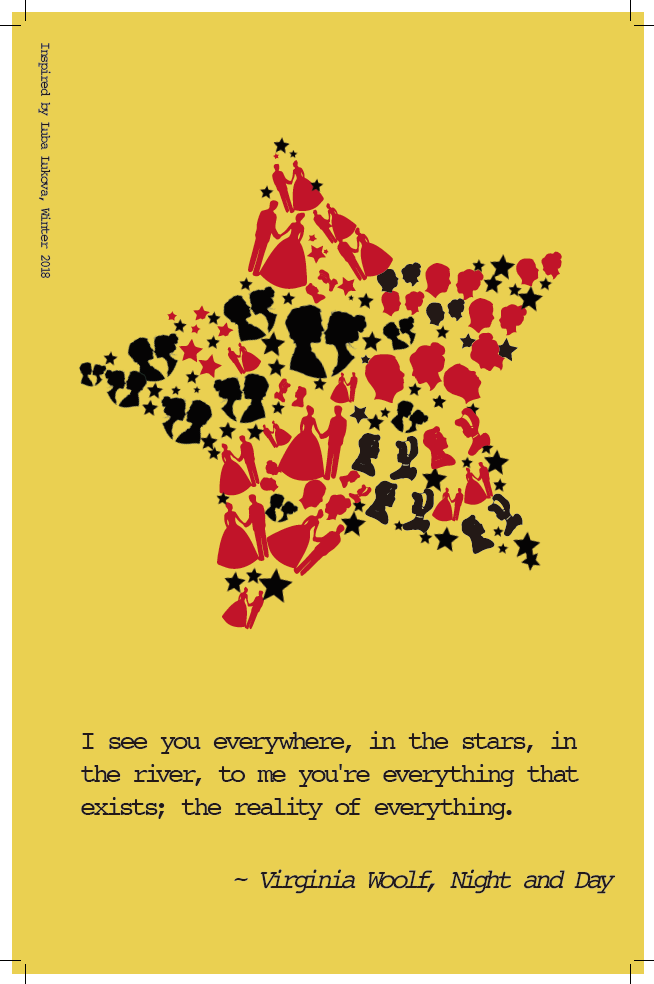 Inspired by Luba Lukova, Winter 2018
I see you everywhere, in the stars, in
the river, to me you're everything that
exists; the reality of everything.
~ Virginia Woolf, Night and Day